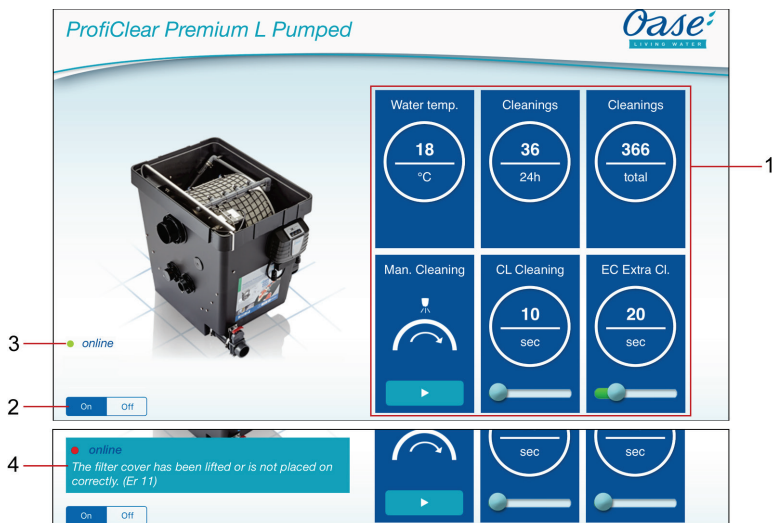 ProfiClear Premium L Pumped
Oase
LIVING WATER
Water temp.
18
°C
Cleanings
36
24h
Cleanings
366
total
1
Man. Cleaning
CL Cleaning
10
sec
EC Extra Cl.
20
sec
3
online
2
On Off
4
online
The filter cover has been lifted or is not placed on
correctly. (Er 11)
sec
sec
On Off